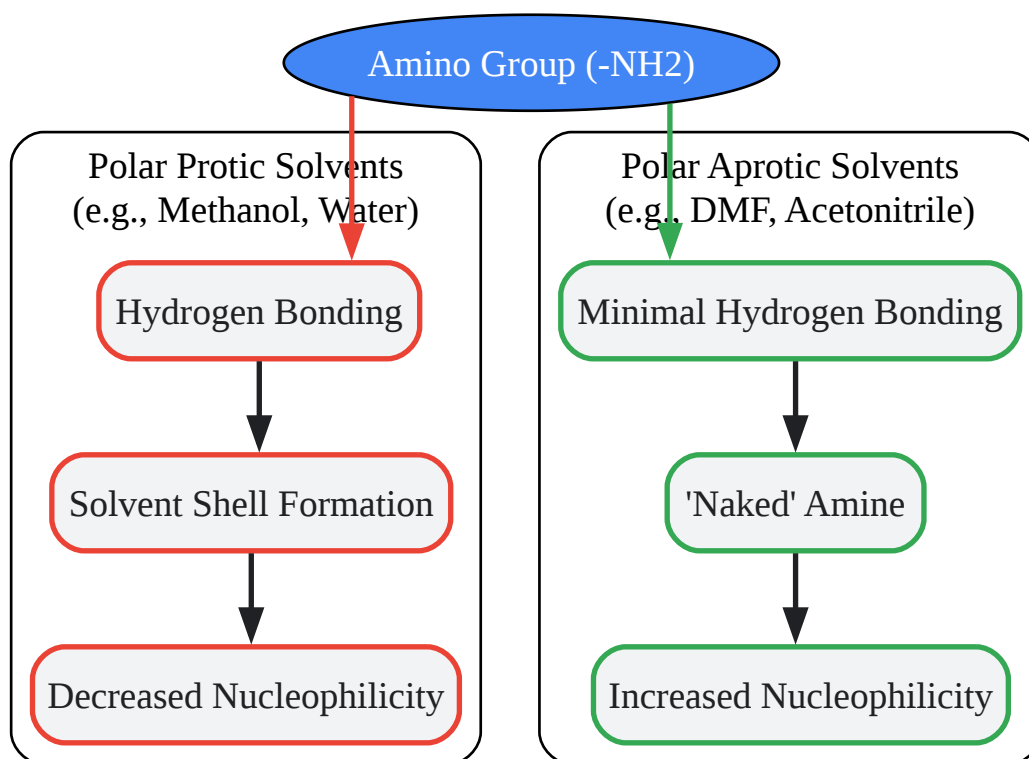 Amino Group (-NH2)
Polar Protic Solvents
(e.g., Methanol, Water)
Hydrogen Bonding
Solvent Shell Formation
Decreased Nucleophilicity
Polar Aprotic Solvents
(e.g., DMF, Acetonitrile)
Minimal Hydrogen Bonding
'Naked' Amine
Increased Nucleophilicity